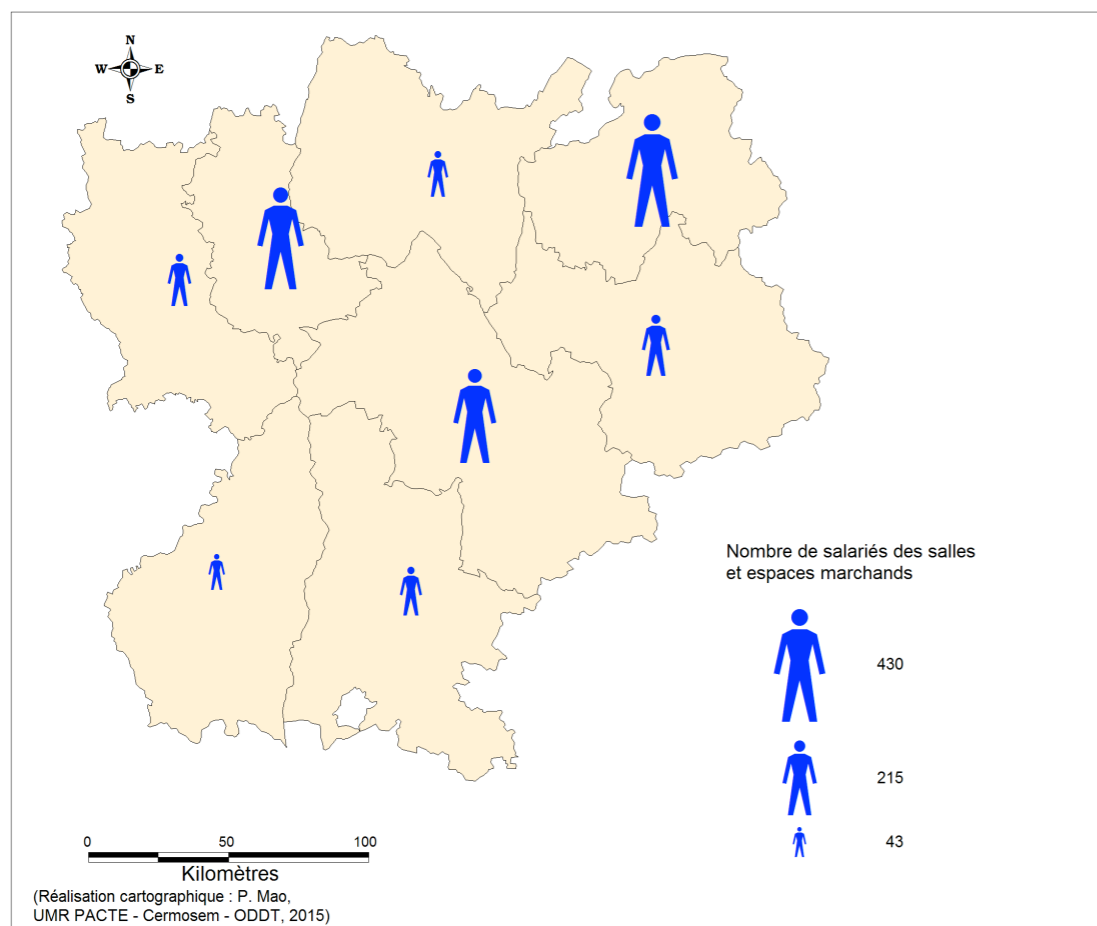 N
W E
S
Nombre de salariés des salles
et espaces marchands
430
215
43
0 50 100
Kilomètres
(Réalisation cartographique : P. Mao,
UMR PACTE - Cermosem - ODDT, 2015)